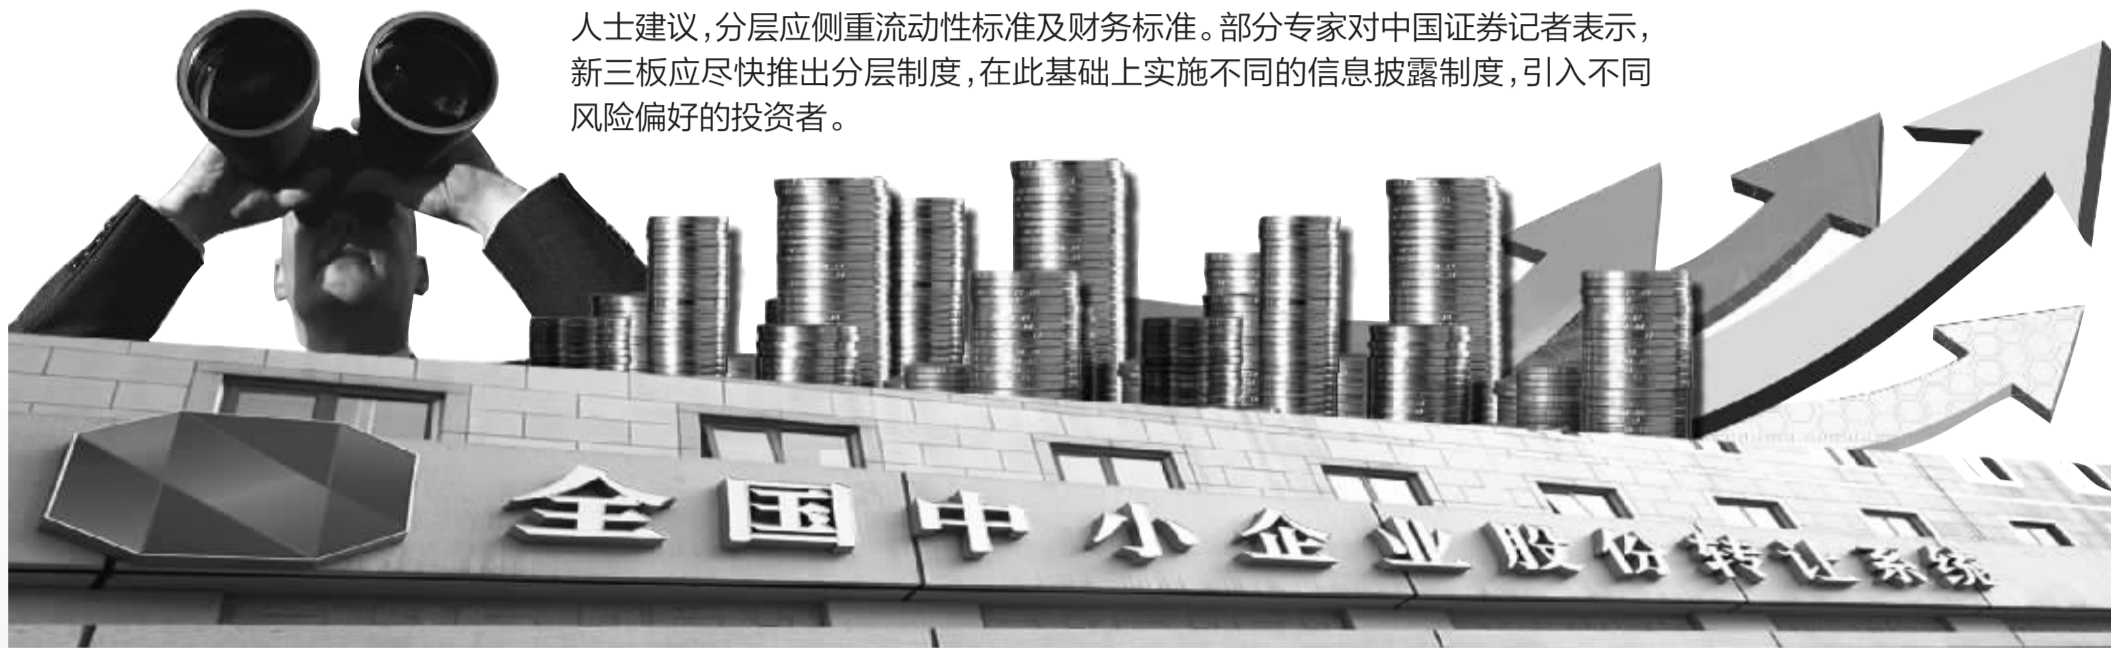 人士建议,分层应侧重流动性标准及财务标准。部分专家对中国证券记者表示,
新三板应尽快推出分层制度,在此基础上实施不同的信息披露制度,引入不同
风险偏好的投资者。
全国中小企业股份转让系统